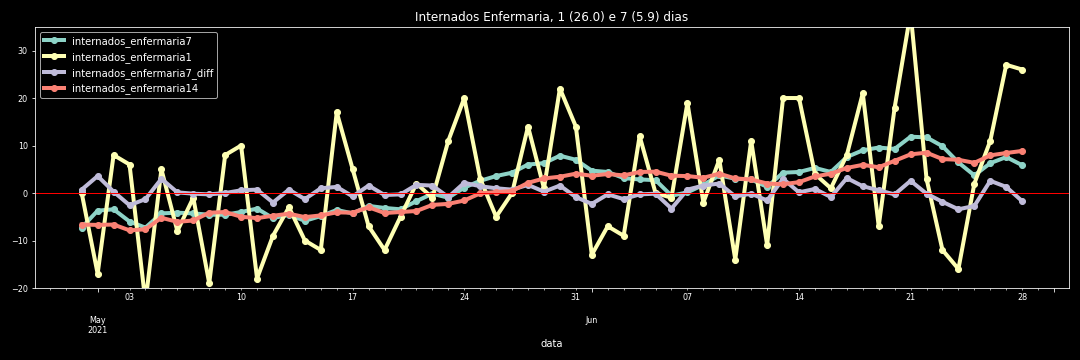 Internados Enfermaria, 1 (26.0) e 7 (5.9) dias
internados_enfermaria7
internados_enfermaria1
internados_enfermaria7_diff
internados_enfermaria14
30
20
10
0
−10
−20
03 10 17 24 31 07 14 21 28
May Jun
2021
data